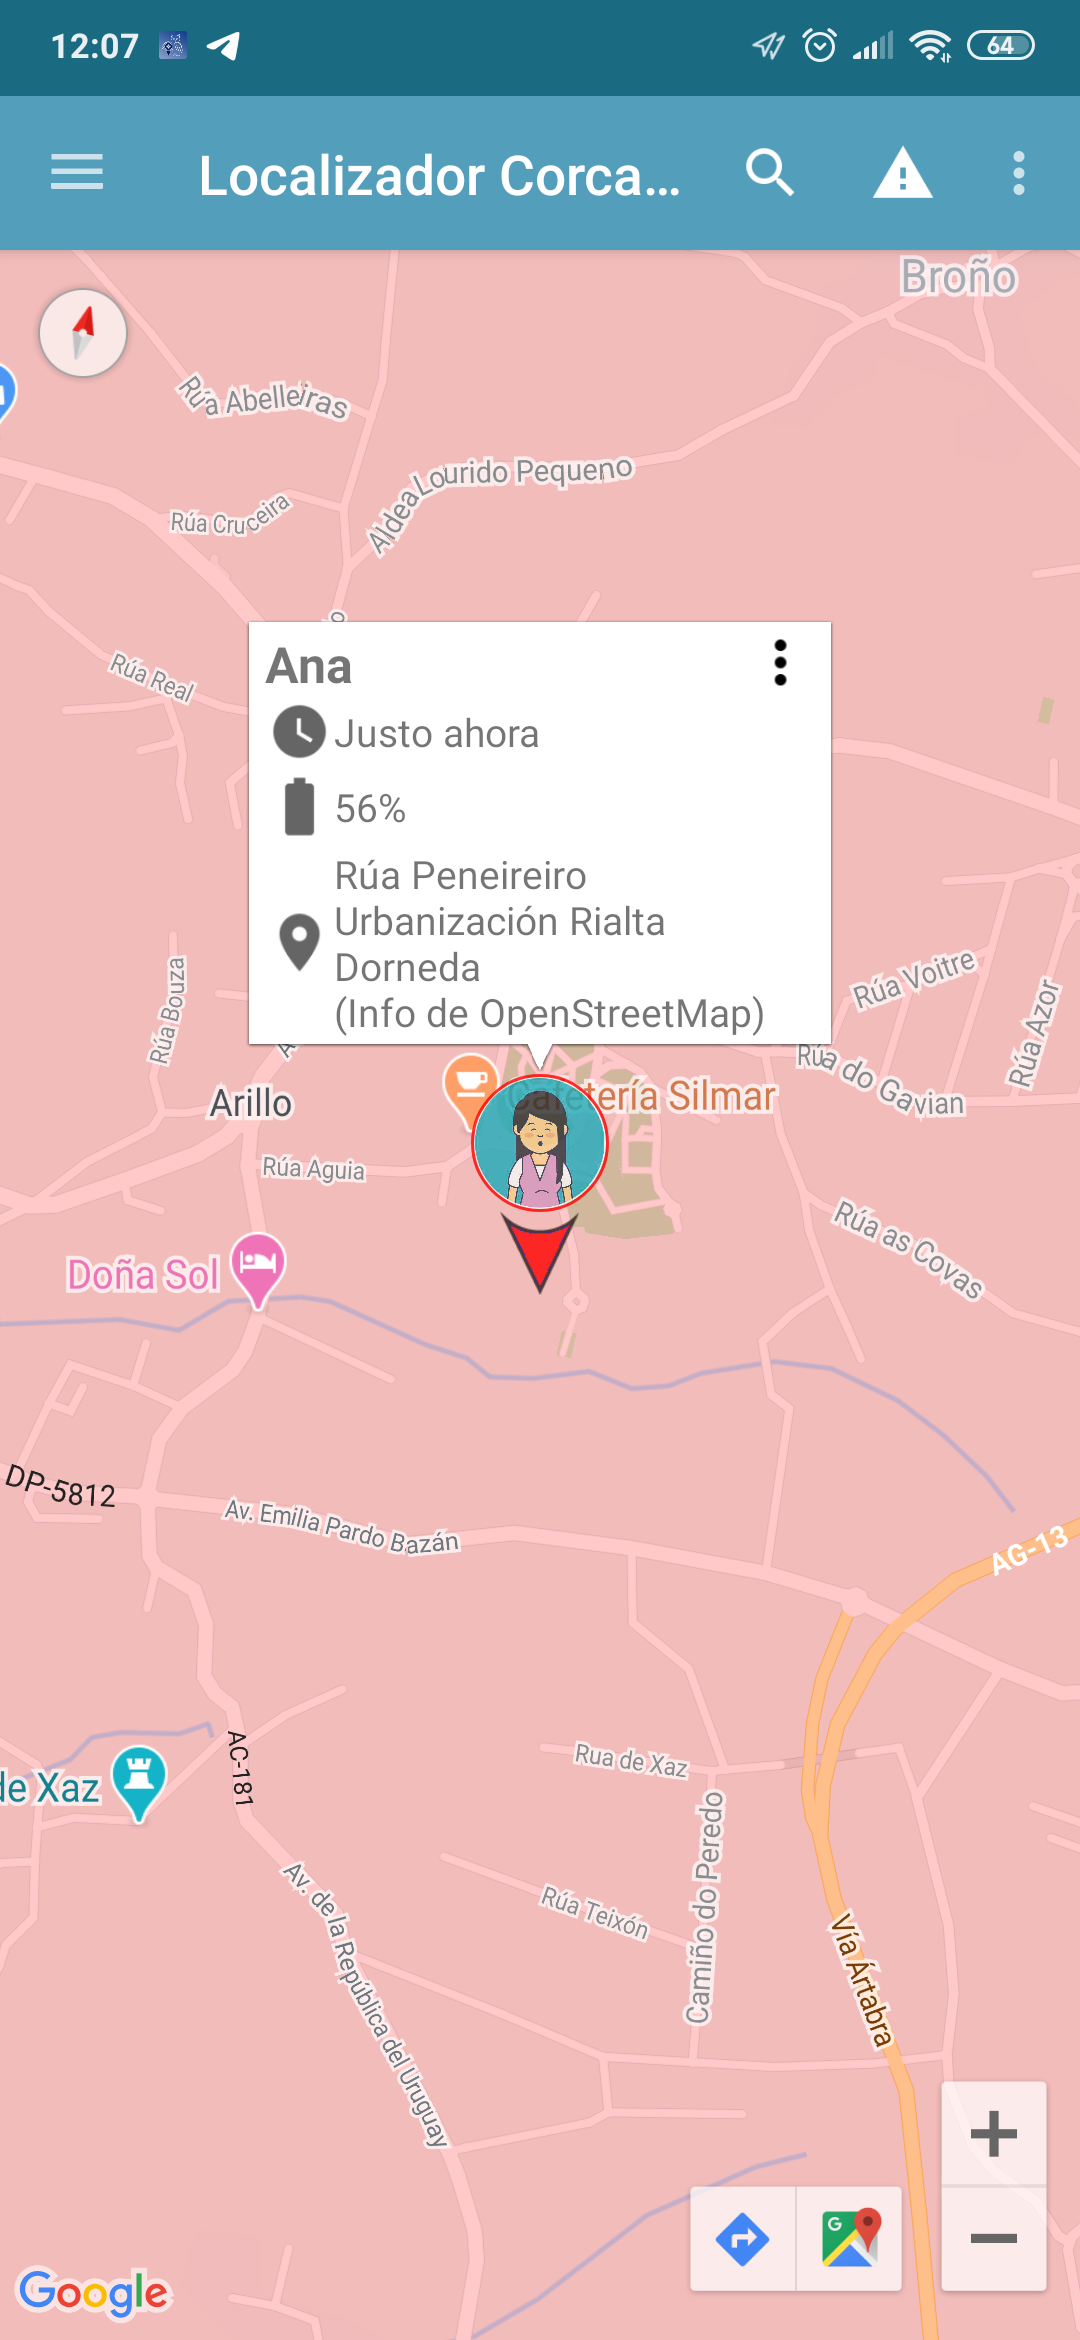 12:07
64
Localizador Corca...
Broño
Rúa Abelleiras
Aldea Lourido Pequeno
Rúa Cruceira
Rúa Real
Ana
Justo ahora
56%
Rúa Peneireiro
Urbanización Rialta
Dorneda
(Info de OpenStreetMap)
Rúa Bouza
Rúa Voitre
Rúa Azor
Rúa do Gavian
Arillo
Cafetería Silmar
Rúa Aguia
Rúa as Covas
Doña Sol
DP-5812
Av. Emilia Pardo Bazán
AG-13
AC-181
Rua de Xaz
de Xaz
Camiño do Peredo
Av. de la República del Uruguay
Rúa Teixón
Vía Ártabra
G
Google